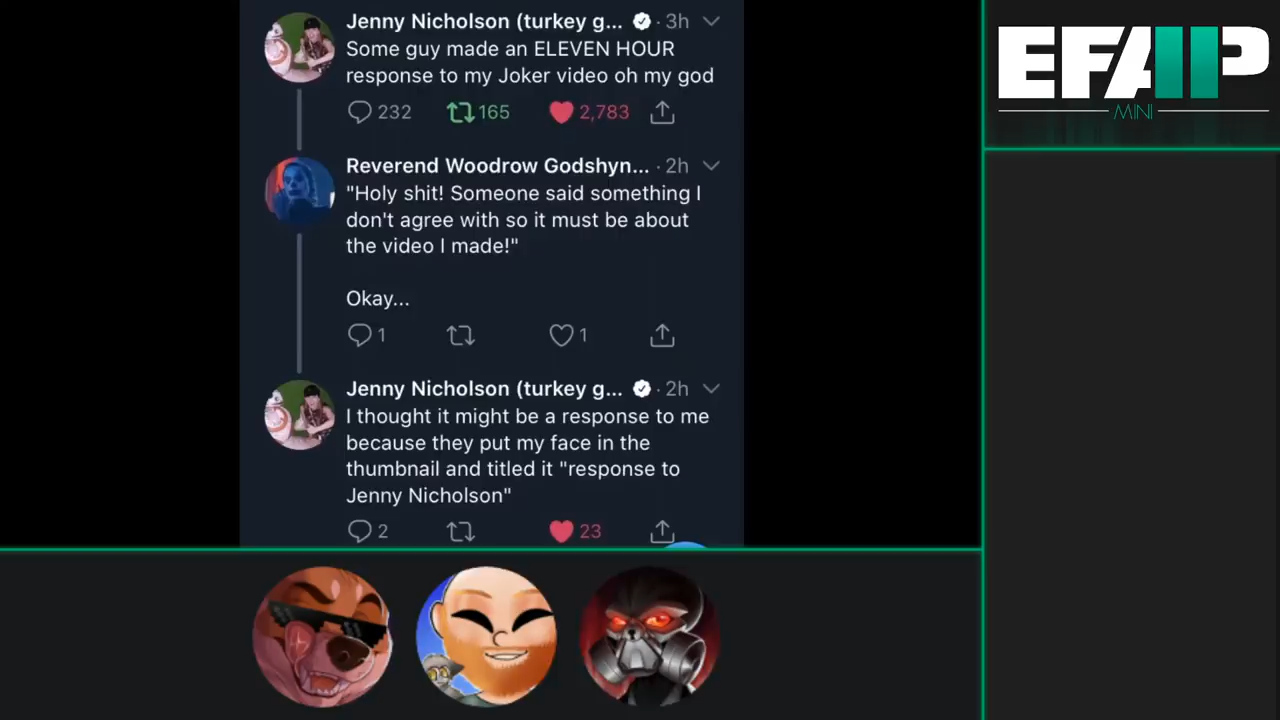 Jenny Nicholson (turkey g... · 3h
Some guy made an ELEVEN HOUR
response to my Joker video oh my god
232 165 2,783
Reverend Woodrow Godshyn... · 2h
"Holy shit! Someone said something I
don't agree with so it must be about
the video I made!"
Okay...
1 1
Jenny Nicholson (turkey g... · 2h
I thought it might be a response to me
because they put my face in the
thumbnail and titled it "response to
Jenny Nicholson"
2 23
EFAP
MINI